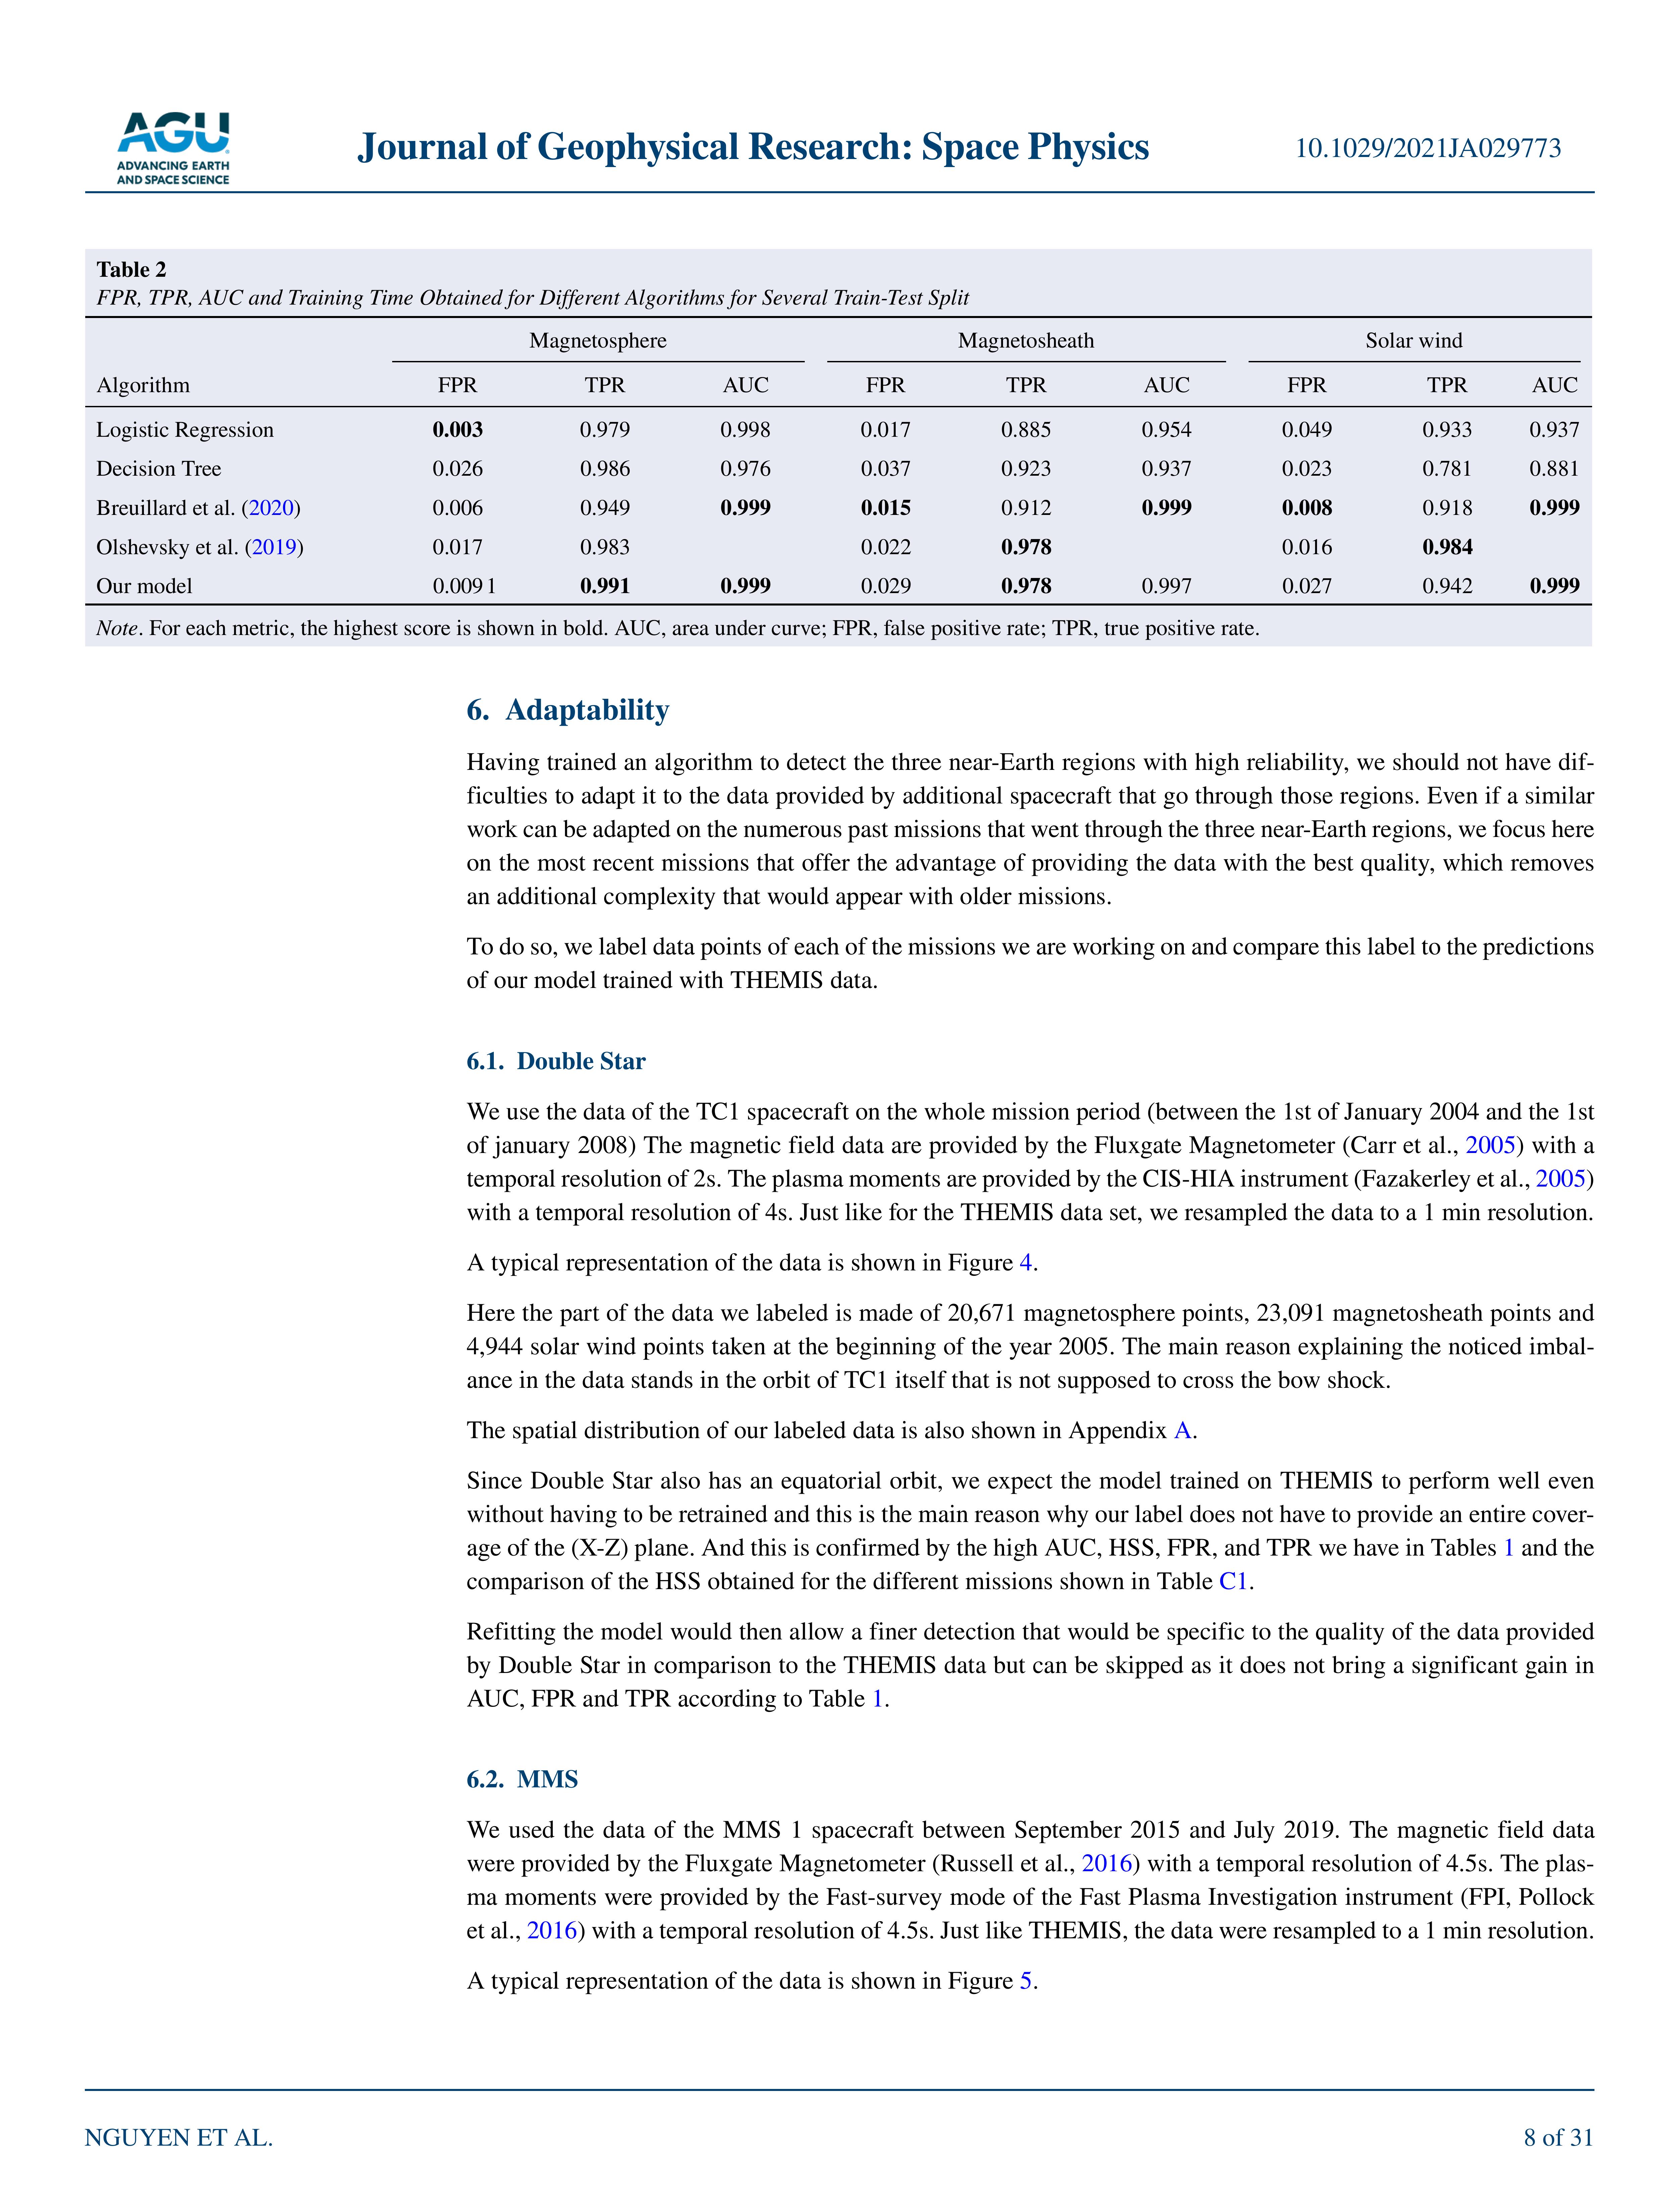 AGU
ADVANCING EARTH
AND SPACE SCIENCE
Journal of Geophysical Research: Space Physics
10.1029/2021JA029773
Table 2
FPR, TPR, AUC and Training Time Obtained for Different Algorithms for Several Train-Test Split
Magnetosphere Magnetosheath Solar wind
Algorithm FPR TPR AUC FPR TPR AUC FPR TPR AUC
Logistic Regression 0.003 0.979 0.998 0.017 0.885 0.954 0.049 0.933 0.937
Decision Tree 0.026 0.986 0.976 0.037 0.923 0.937 0.023 0.781 0.881
Breuillard et al. (2020) 0.006 0.949 0.999 0.015 0.912 0.999 0.008 0.918 0.999
Olshevsky et al. (2019) 0.017 0.983 0.022 0.978 0.016 0.984
Our model 0.009 1 0.991 0.999 0.029 0.978 0.997 0.027 0.942 0.999
Note. For each metric, the highest score is shown in bold. AUC, area under curve; FPR, false positive rate; TPR, true positive rate.
6. Adaptability
Having trained an algorithm to detect the three near-Earth regions with high reliability, we should not have dif-
ficulties to adapt it to the data provided by additional spacecraft that go through those regions. Even if a similar
work can be adapted on the numerous past missions that went through the three near-Earth regions, we focus here
on the most recent missions that offer the advantage of providing the data with the best quality, which removes
an additional complexity that would appear with older missions.
To do so, we label data points of each of the missions we are working on and compare this label to the predictions
of our model trained with THEMIS data.
6.1. Double Star
We use the data of the TC1 spacecraft on the whole mission period (between the 1st of January 2004 and the 1st
of january 2008) The magnetic field data are provided by the Fluxgate Magnetometer (Carr et al., 2005) with a
temporal resolution of 2s. The plasma moments are provided by the CIS-HIA instrument (Fazakerley et al., 2005)
with a temporal resolution of 4s. Just like for the THEMIS data set, we resampled the data to a 1 min resolution.
A typical representation of the data is shown in Figure 4.
Here the part of the data we labeled is made of 20,671 magnetosphere points, 23,091 magnetosheath points and
4,944 solar wind points taken at the beginning of the year 2005. The main reason explaining the noticed imbal-
ance in the data stands in the orbit of TC1 itself that is not supposed to cross the bow shock.
The spatial distribution of our labeled data is also shown in Appendix A.
Since Double Star also has an equatorial orbit, we expect the model trained on THEMIS to perform well even
without having to be retrained and this is the main reason why our label does not have to provide an entire cover-
age of the (X-Z) plane. And this is confirmed by the high AUC, HSS, FPR, and TPR we have in Tables 1 and the
comparison of the HSS obtained for the different missions shown in Table C1.
Refitting the model would then allow a finer detection that would be specific to the quality of the data provided
by Double Star in comparison to the THEMIS data but can be skipped as it does not bring a significant gain in
AUC, FPR and TPR according to Table 1.
6.2. MMS
We used the data of the MMS 1 spacecraft between September 2015 and July 2019. The magnetic field data
were provided by the Fluxgate Magnetometer (Russell et al., 2016) with a temporal resolution of 4.5s. The plas-
ma moments were provided by the Fast-survey mode of the Fast Plasma Investigation instrument (FPI, Pollock
et al., 2016) with a temporal resolution of 4.5s. Just like THEMIS, the data were resampled to a 1 min resolution.
A typical representation of the data is shown in Figure 5.
NGUYEN ET AL.
8 of 31